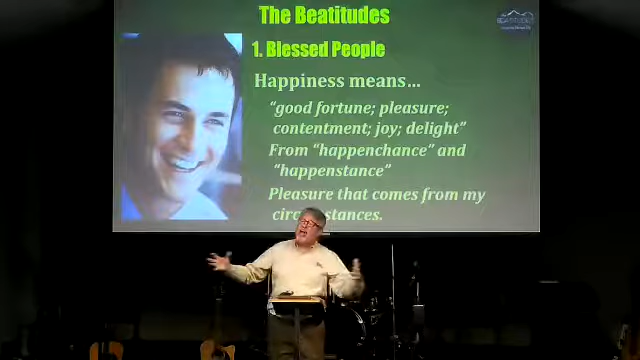 The Beatitudes
1. Blessed People
Happiness means…
"good fortune; pleasure;
contentment; joy; delight"
From "happenchance" and
"happenstance"
Pleasure that comes from my
circumstances.
BEATITUDES